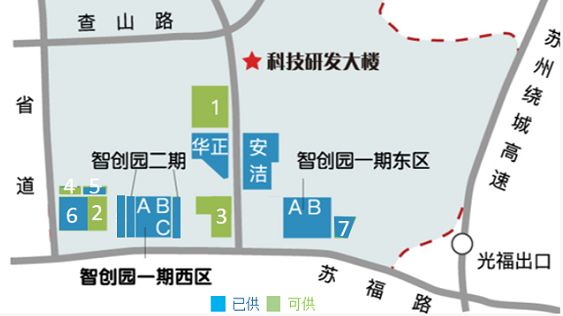 查山路
苏州绕城高速
科技研发大楼
省道
1
华正
安洁
智创园二期
智创园一期东区
4
5
6
2
A B
C
3
A B
7
智创园一期西区
光福出口
苏福路
已供
可供